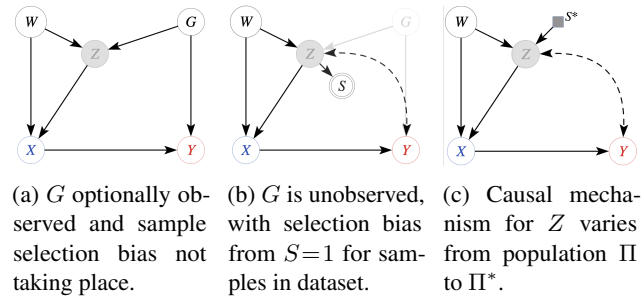 W G Z X Y
W G Z S X Y
W S* Z X Y
(a) G optionally ob-
served and sample
selection bias not
taking place.
(b) G is unobserved,
with selection bias
from S=1 for sam-
ples in dataset.
(c) Causal mecha-
nism for Z varies
from population Π
to Π*.